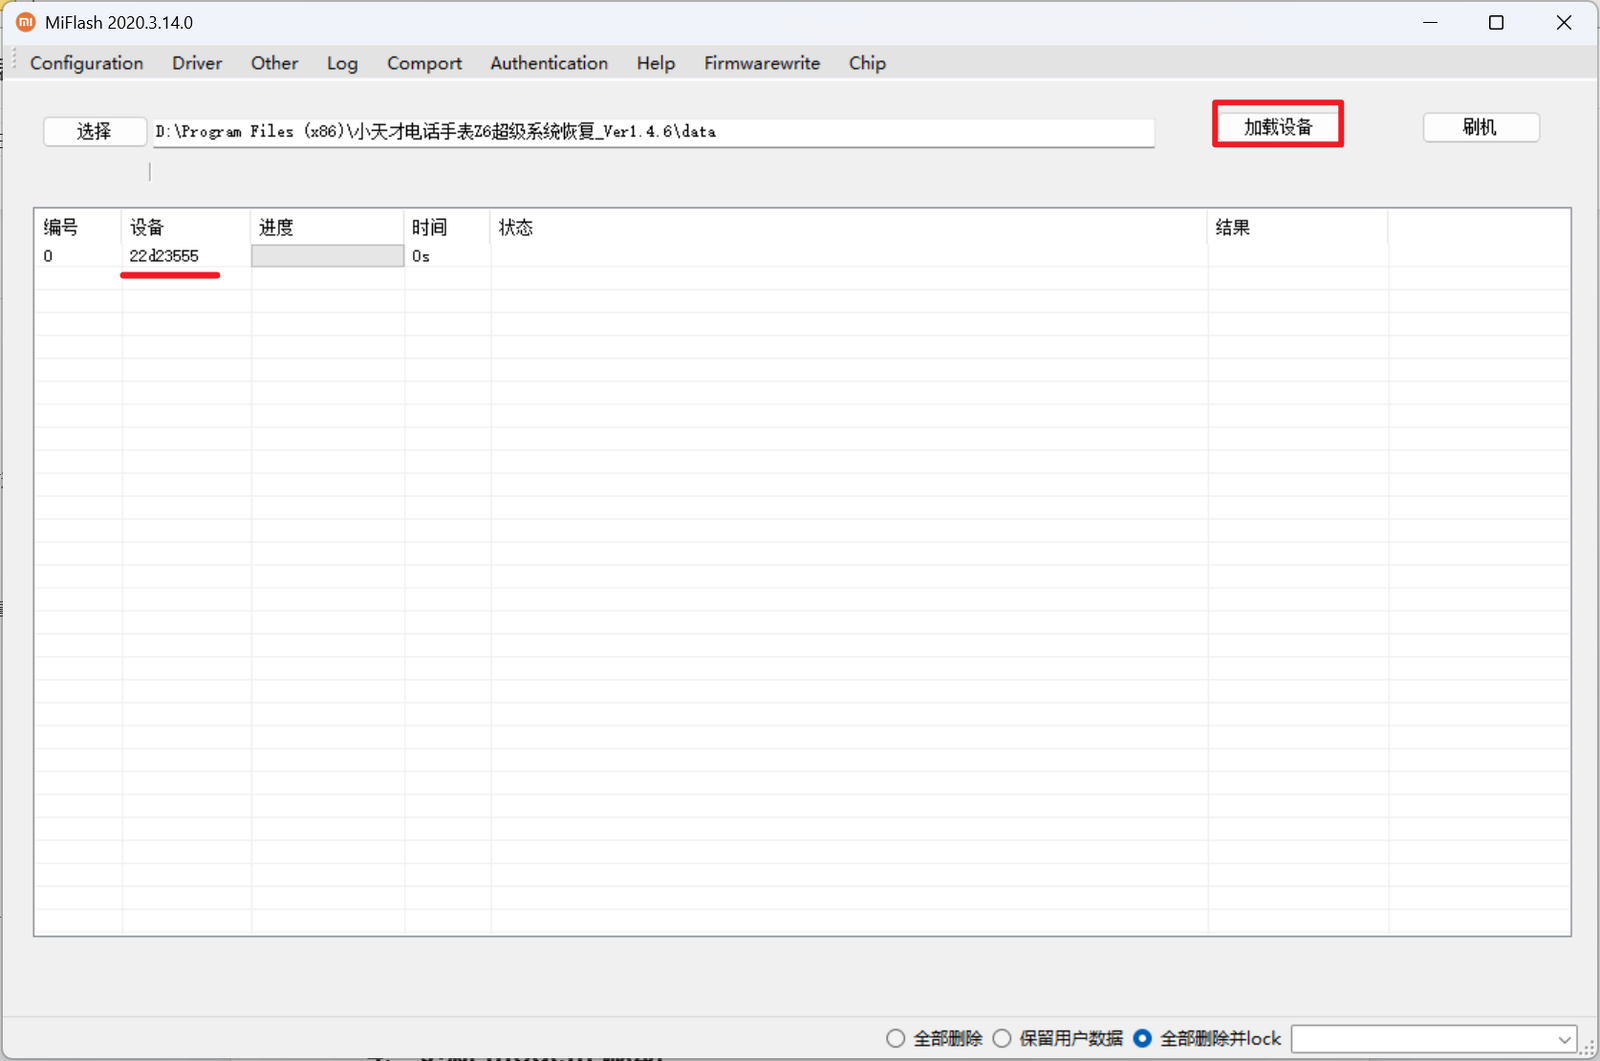 MiFlash 2020.3.14.0
Configuration Driver Other Log Comport Authentication Help Firmwarewrite Chip
选择 D:\Program Files (x86)\小天才电话手表Z6超级系统恢复_Ver1.4.6\data 加载设备 刷机
编号 设备 进度 时间 状态 结果
0 22d23555 0s
全部删除 保留用户数据 全部删除并lock